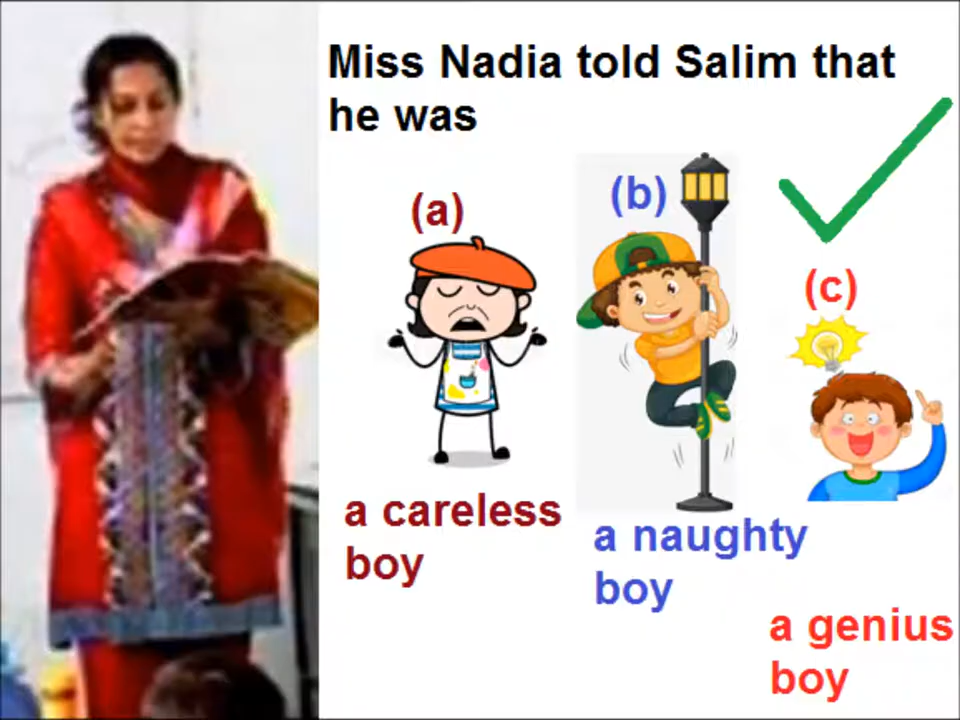 Miss Nadia told Salim that
he was
(a)
(b)
(c)
a careless
boy
a naughty
boy
a genius
boy